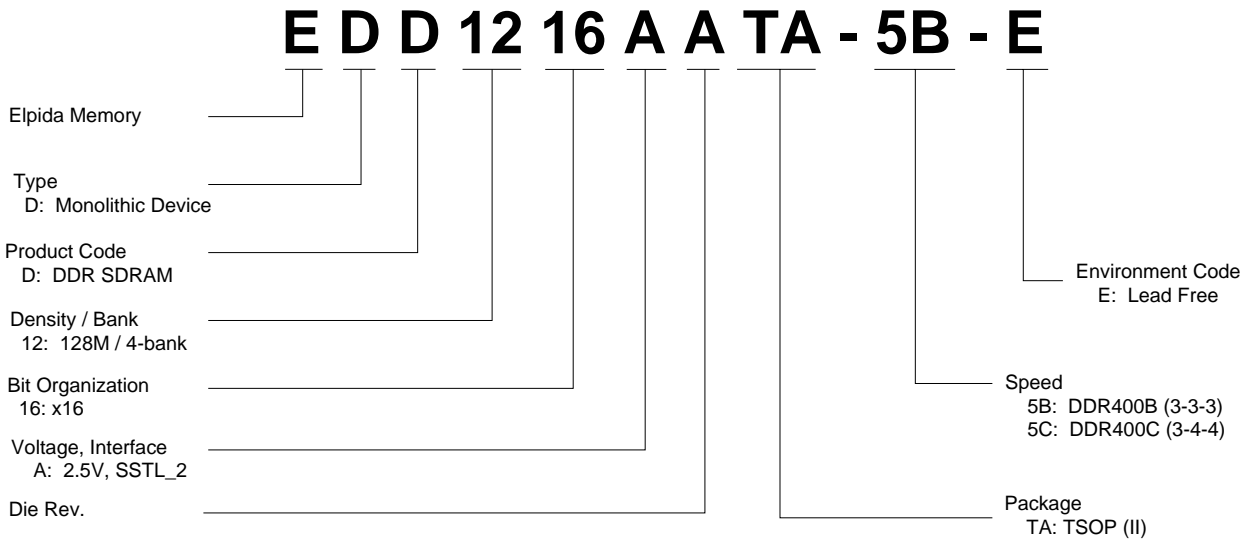 E D D 12 16 A A TA - 5B - E
Elpida Memory
Type
D: Monolithic Device
Product Code
D: DDR SDRAM
Density / Bank
12: 128M / 4-bank
Bit Organization
16: x16
Voltage, Interface
A: 2.5V, SSTL_2
Die Rev.
Environment Code
E: Lead Free
Speed
5B: DDR400B (3-3-3)
5C: DDR400C (3-4-4)
Package
TA: TSOP (II)